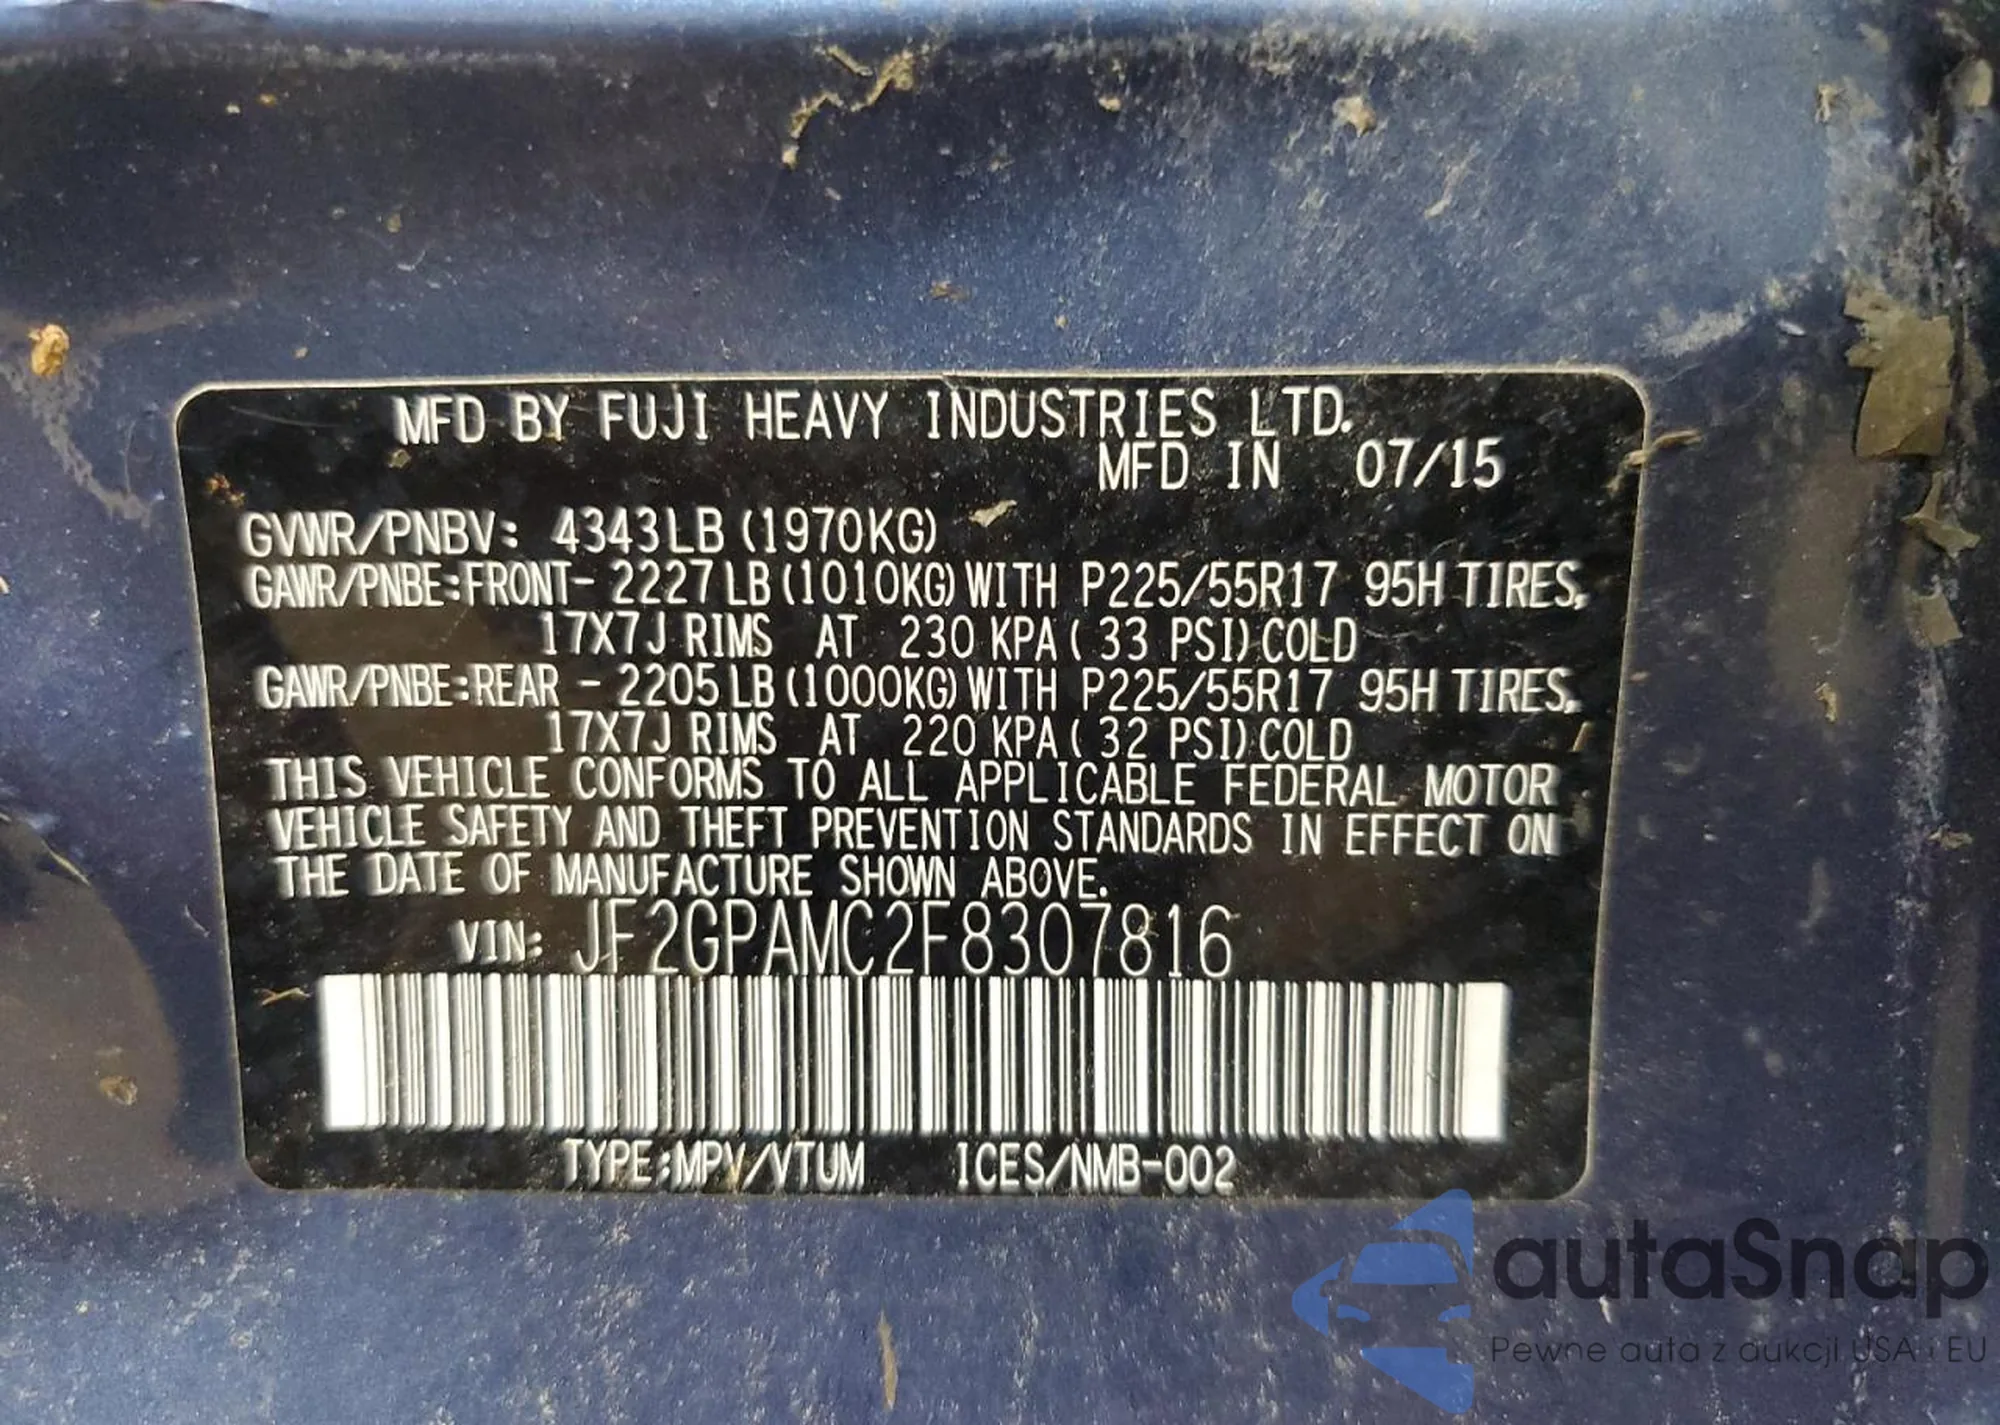 MFD BY FUJI HEAVY INDUSTRIES LTD.
MFD IN 07/15
GVWR/PNBV: 4343LB (1970KG)
GAWR/PNBE:FRONT- 2227LB (1010KG) WITH P225/55R17 95H TIRES,
17X7J RIMS AT 230 KPA ( 33 PSI) COLD
GAWR/PNBE:REAR - 2205LB (1000KG) WITH P225/55R17 95H TIRES,
17X7J RIMS AT 220 KPA ( 32 PSI) COLD
THIS VEHICLE CONFORMS TO ALL APPLICABLE FEDERAL MOTOR
VEHICLE SAFETY AND THEFT PREVENTION STANDARDS IN EFFECT ON
THE DATE OF MANUFACTURE SHOWN ABOVE.
VIN: JF2GPAMC2F8307816
TYPE:MPV/VTUM ICES/NMB-002
autaSnap
Pewne auta z aukcji USA i EU